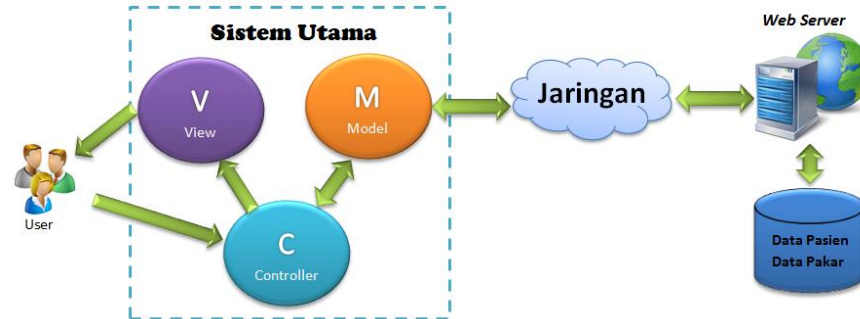 Sistem Utama
Web Server
V
View
M
Model
Jaringan
User
C
Controller
Data Pasien
Data Pakar